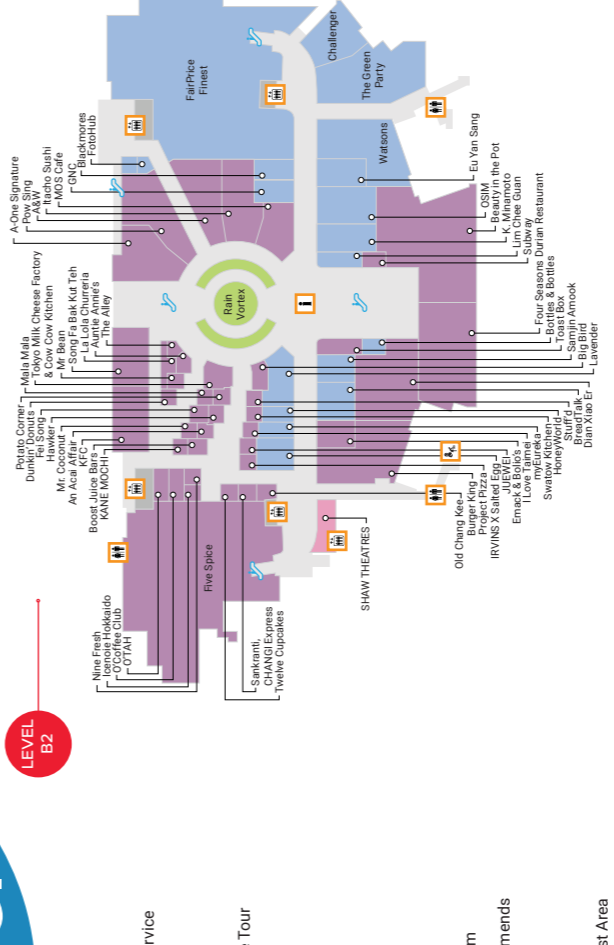 LEVEL
B2
A-One Signature
Pow Sing
A&W
Itacho Sushi
MOS Cafe
GNC
Blackmores
FotoHub
FairPrice
Finest
Challenger
The Green
Party
Watsons
Eu Yan Sang
OSIM
Beauty in the Pot
K. Minamoto
Lim Chee Guan
Subway
Rain
Vortex
Potato Corner
Mala Mala
Dunkin' Donuts
Tokyo Milk Cheese Factory
& Cow Cow Kitchen
Fei Song
Hawker
Mr Bean
Song Fa Bak Kut Teh
Mr. Coconut
La Lola Churreria
An Acai Affair
Auntie Annie's
KFC
The Alley
Boost Juice Bars
KANE MOCHI
Four Seasons Durian Restaurant
Bottles & Bottles
Toast Box
Samjin Amook
Big Bird
Lavender
Stuff'd
BreadTalk
Dian Xiao Er
Old Chang Kee
Burger King
Project Pizza
IRVINS X Salted Egg
JEWEL
Emack & Bolio's
I Love Taimei
myEureka
Swatow Kitchen
HoneyWorld
SHAW THEATRES
Five Spice
Nine Fresh
Icenoie Hokkaido
O'Coffee Club
O'TAH
Sankranti,
CHANGI Express
Twelve Cupcakes
rvice
e Tour
m
mends
st Area